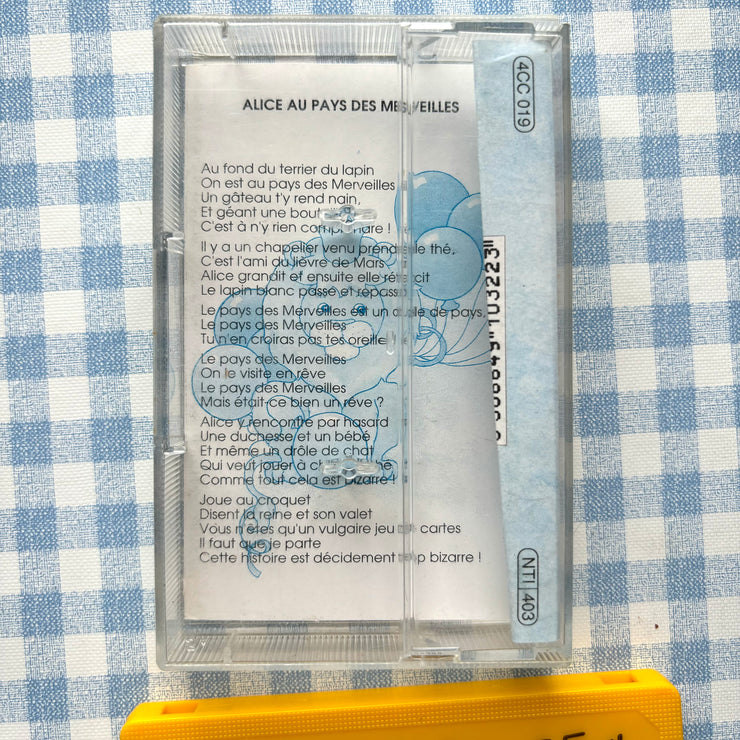 ALICE AU PAYS DES MERVEILLES
Au fond du terrier du lapin
On est au pays des Merveilles
Un gâteau t'y rend nain,
Et géant une
C'est à n'y rien comprendre !
Il y a un chapelier venu prendre le thé,
C'est l'ami du lièvre de Mars
Alice grandit et ensuite elle rétrécit
Le lapin blanc passe et repasse
Le pays des Merveilles est un drôle de pays,
Le pays des Merveilles
Tu n'en croiras pas tes oreilles
Le pays des Merveilles
On le visite en rêve
Le pays des Merveilles
Mais était-ce bien un rêve ?
Alice y rencontre par hasard
Une duchesse et un bébé
Et même un drôle de chat
Qui veut jouer à
Comme tout cela est bizarre !
Joue au croquet
Disent la reine et son valet
Vous n'êtes qu'un vulgaire jeu de cartes
Il faut que je parte
Cette histoire est décidement trop bizarre !
4CC 019
NTI 403
103223